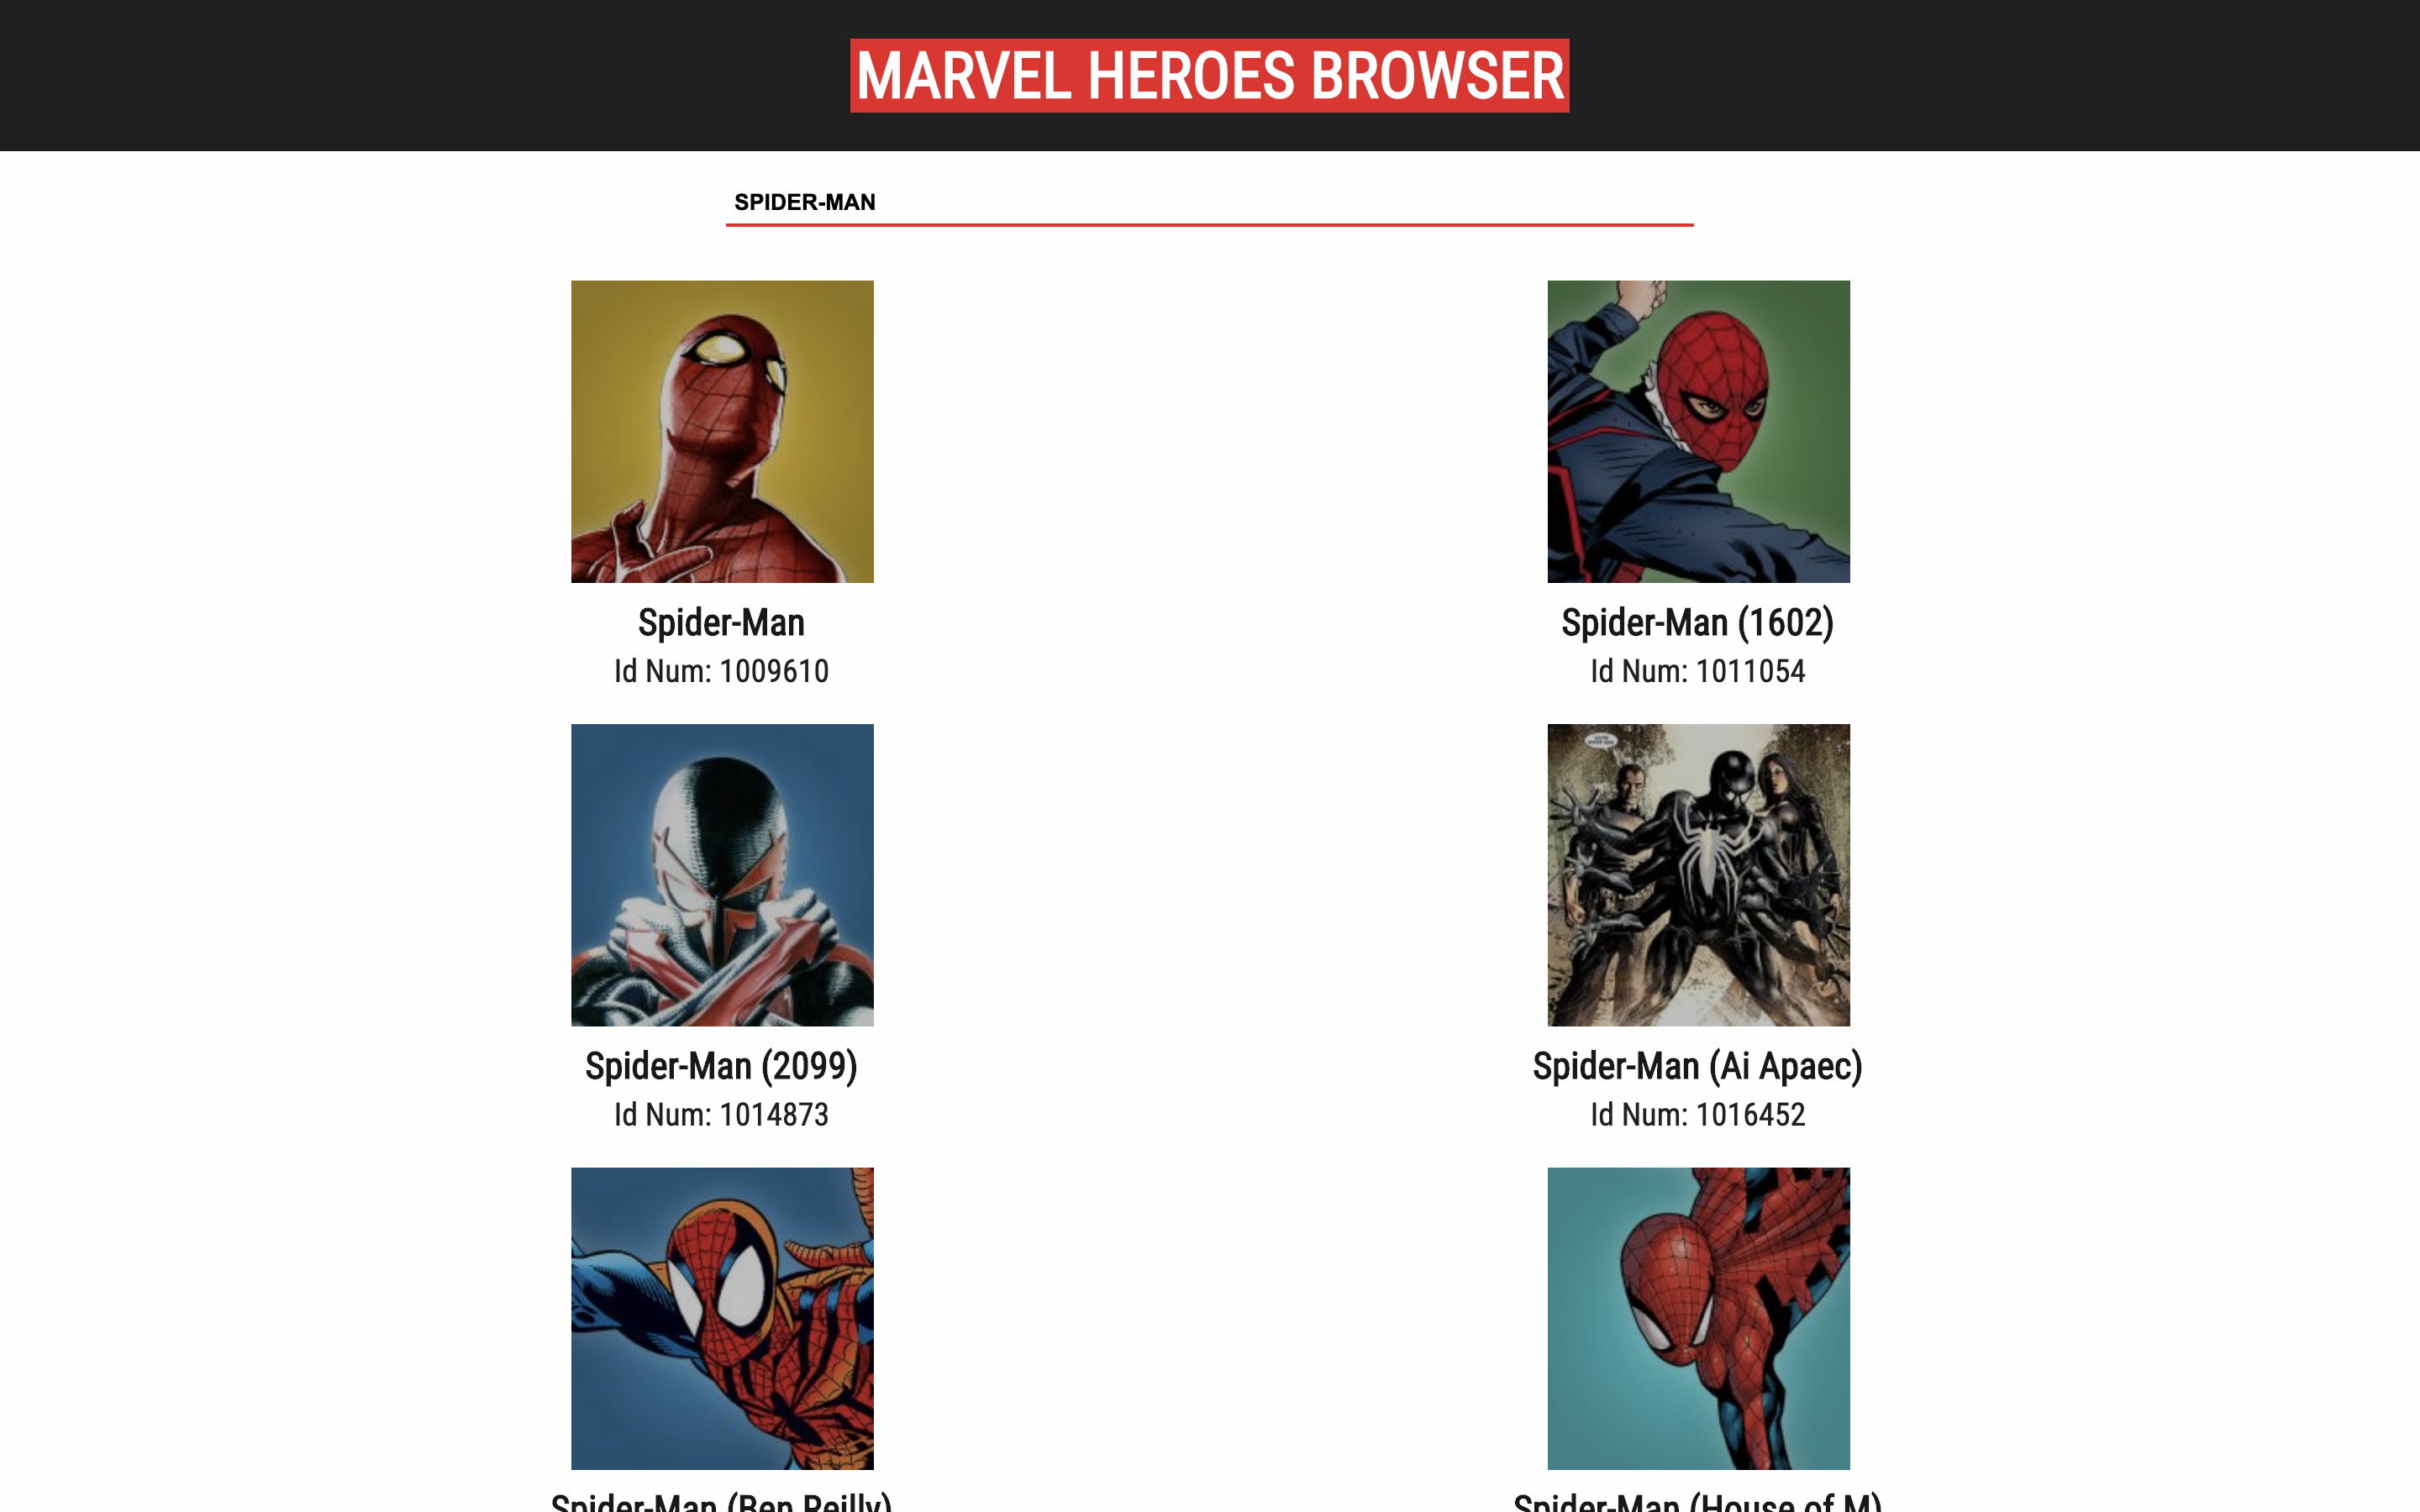 MARVEL HEROES BROWSER
SPIDER-MAN
Spider-Man
Id Num: 1009610
Spider-Man (1602)
Id Num: 1011054
Spider-Man (2099)
Id Num: 1014873
Spider-Man (Ai Apaec)
Id Num: 1016452
Spider-Man (Ben Reilly)
Spider-Man (House of M)